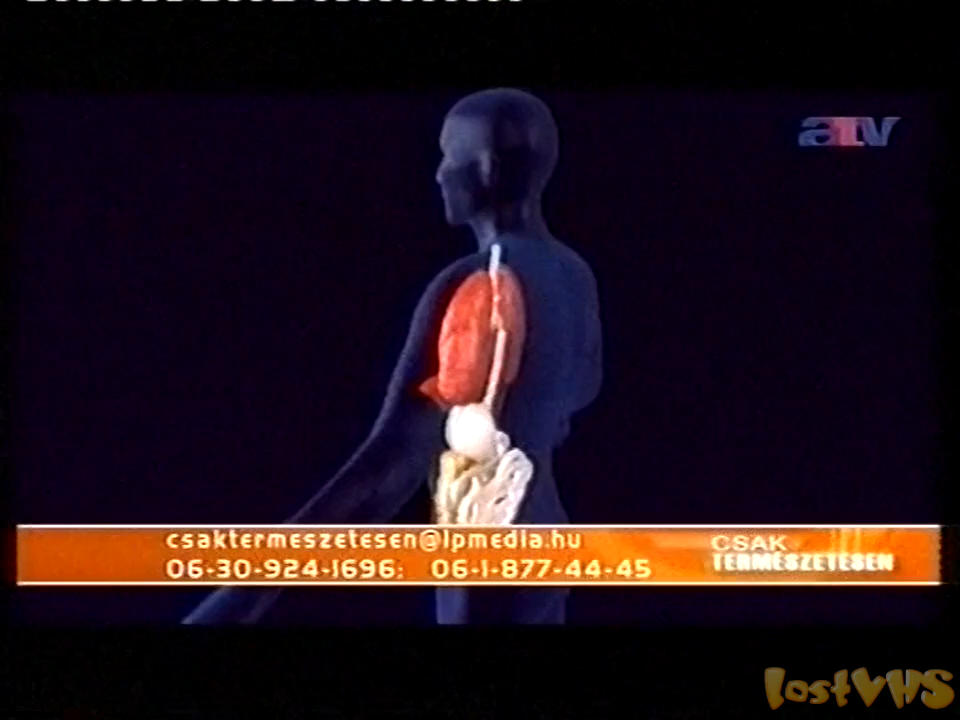 atv
csaktermeszetesen@lpmedia.hu
CSAK
06-30-924-1696; 06-1-877-44-45
TERMÉSZETESEN
lostVHS